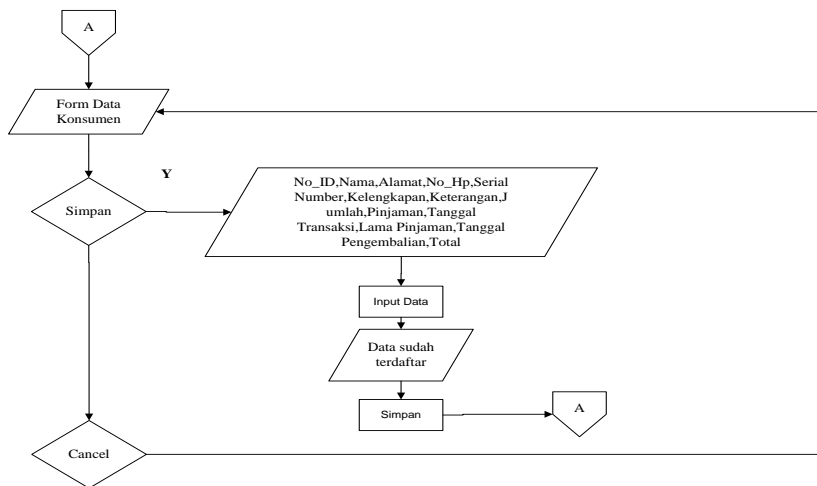 A
Form Data
Konsumen
Y
Simpan
No_ID,Nama,Alamat,No_Hp,Serial
Number,Kelengkapan,Keterangan,J
umlah,Pinjaman,Tanggal
Transaksi,Lama Pinjaman,Tanggal
Pengembalian,Total
Input Data
Data sudah
terdaftar
Simpan
A
Cancel